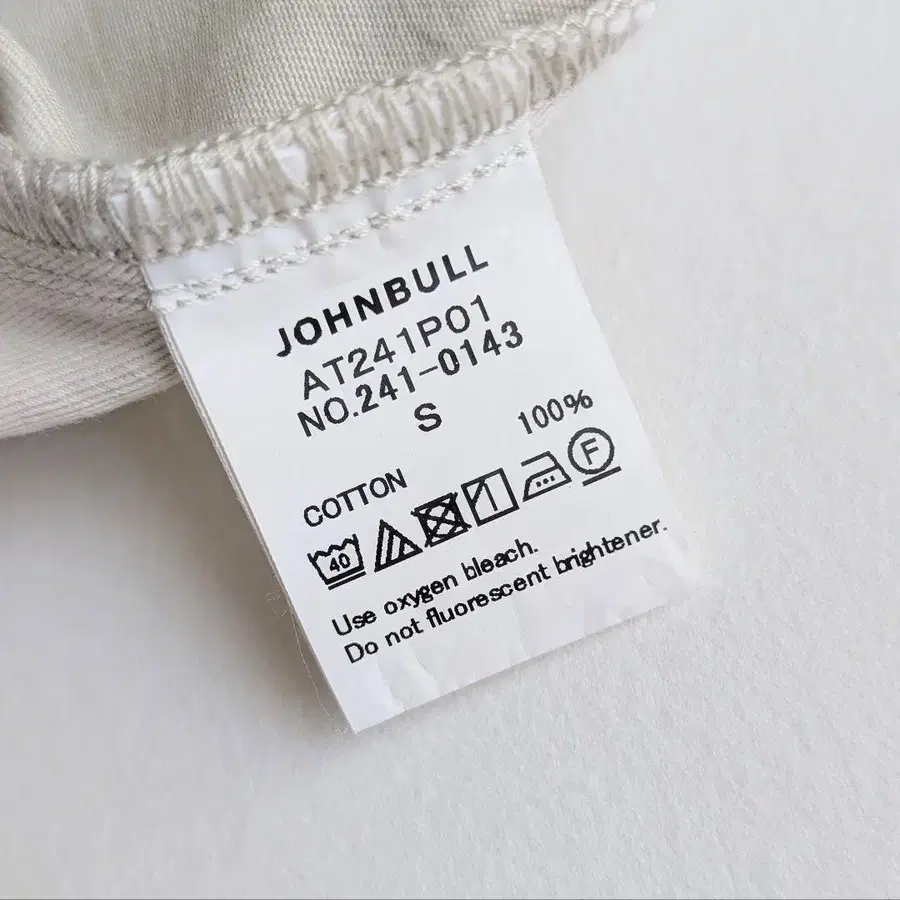 JOHNBULL
AT241P01
NO.241-0143
S
COTTON 100%
40 F
Use oxygen bleach.
Do not fluorescent brightener.